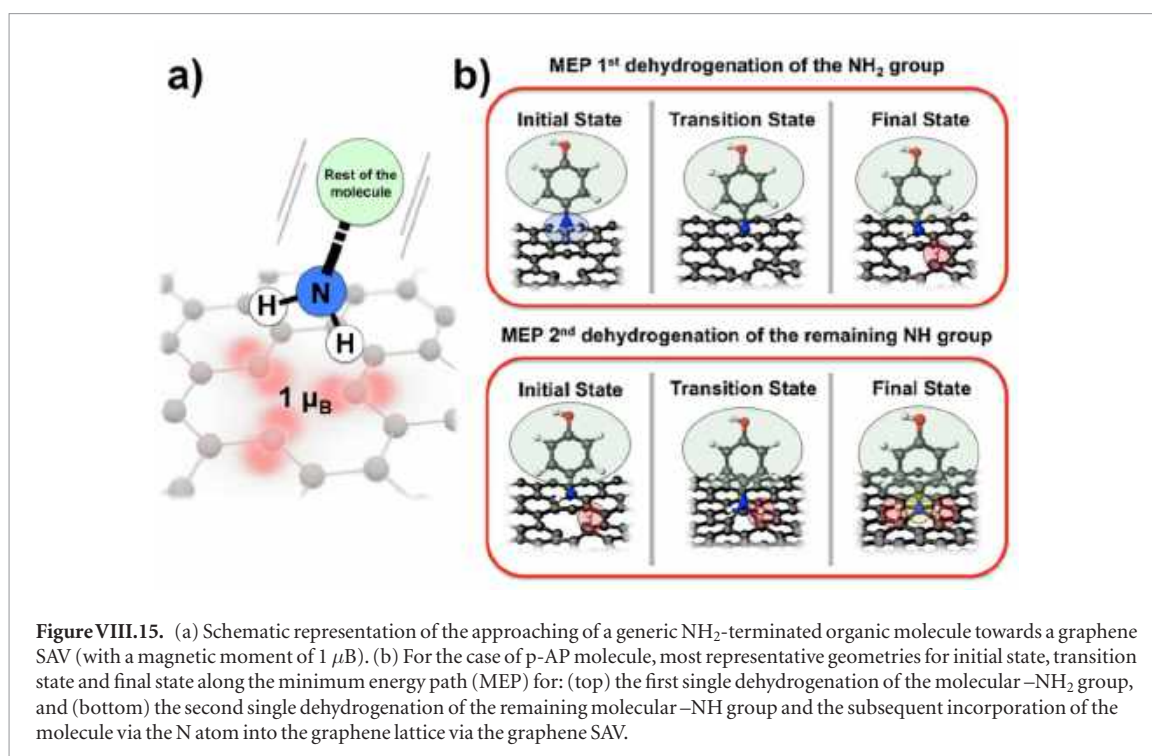 a)
Rest of the
molecule
N
H
H
1 μB
b)
MEP 1st dehydrogenation of the NH2 group
Initial State
Transition State
Final State
MEP 2nd dehydrogenation of the remaining NH group
Initial State
Transition State
Final State
Figure VIII.15. (a) Schematic representation of the approaching of a generic NH2-terminated organic molecule towards a graphene
SAV (with a magnetic moment of 1 μB). (b) For the case of p-AP molecule, most representative geometries for initial state, transition
state and final state along the minimum energy path (MEP) for: (top) the first single dehydrogenation of the molecular –NH2 group,
and (bottom) the second single dehydrogenation of the remaining molecular –NH group and the subsequent incorporation of the
molecule via the N atom into the graphene lattice via the graphene SAV.